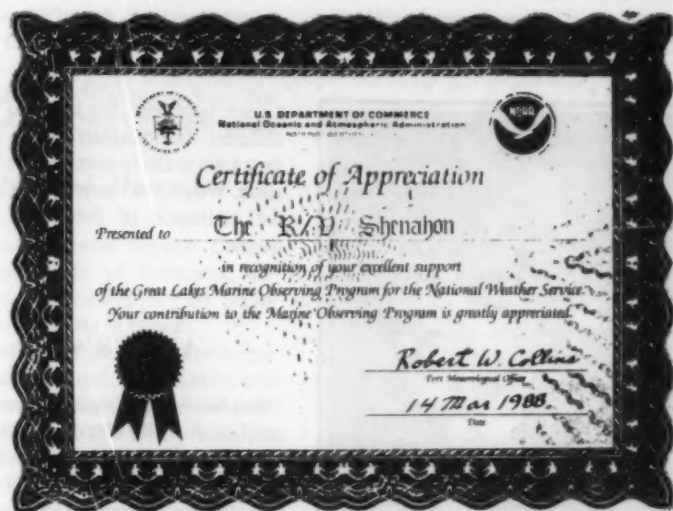 U.S. DEPARTMENT OF COMMERCE
National Oceanic and Atmospheric Administration
NOAA
Certificate of Appreciation
Presented to The R/V Shenahon
in recognition of your excellent support
of the Great Lakes Marine Observing Program for the National Weather Service.
Your contribution to the Marine Observing Program is greatly appreciated.
Robert W. Collins
Port Meteorological Officer
14 Mar 1988
Date